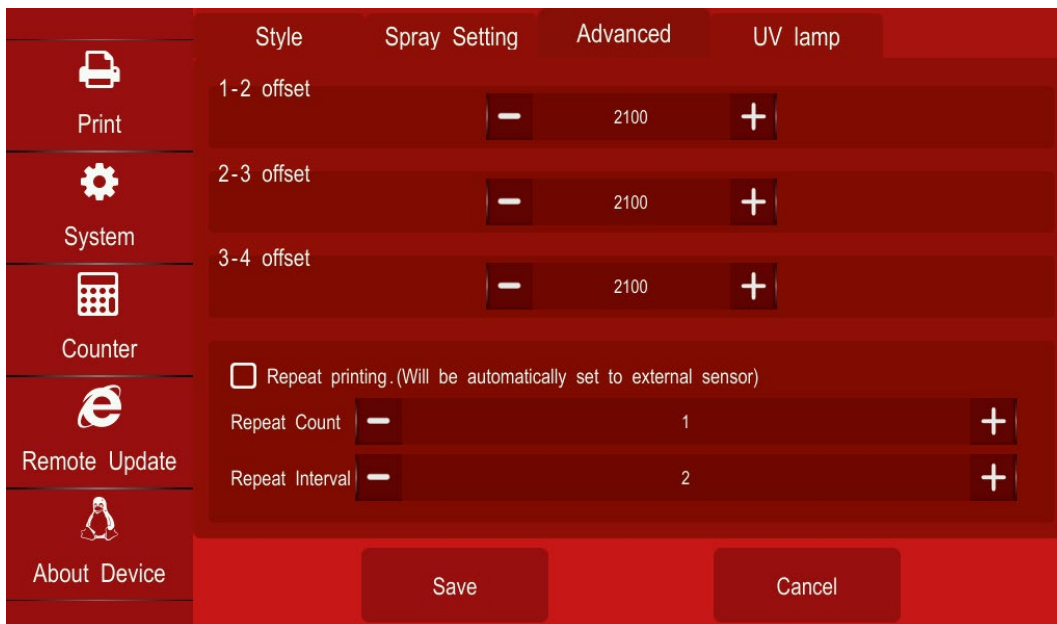 Style Spray Setting Advanced UV lamp
Print
System
Counter
Remote Update
About Device
1-2 offset
2100
2-3 offset
2100
3-4 offset
2100
Repeat printing.(Will be automatically set to external sensor)
Repeat Count 1
Repeat Interval 2
Save Cancel